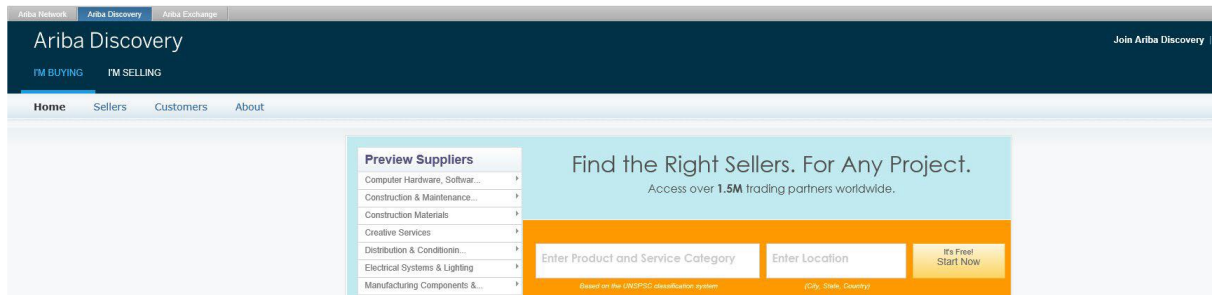 Ariba Network Ariba Discovery Ariba Exchange
Ariba Discovery
Join Ariba Discovery |
I'M BUYING I'M SELLING
Home Sellers Customers About
Preview Suppliers
Computer Hardware, Softwar...
Construction & Maintenance...
Construction Materials
Creative Services
Distribution & Conditionin...
Electrical Systems & Lighting
Manufacturing Components &...
Find the Right Sellers. For Any Project.
Access over 1.5M trading partners worldwide.
Enter Product and Service Category
Enter Location
It's Free!
Start Now
Based on the UNSPSC classification system
(City, State, Country)